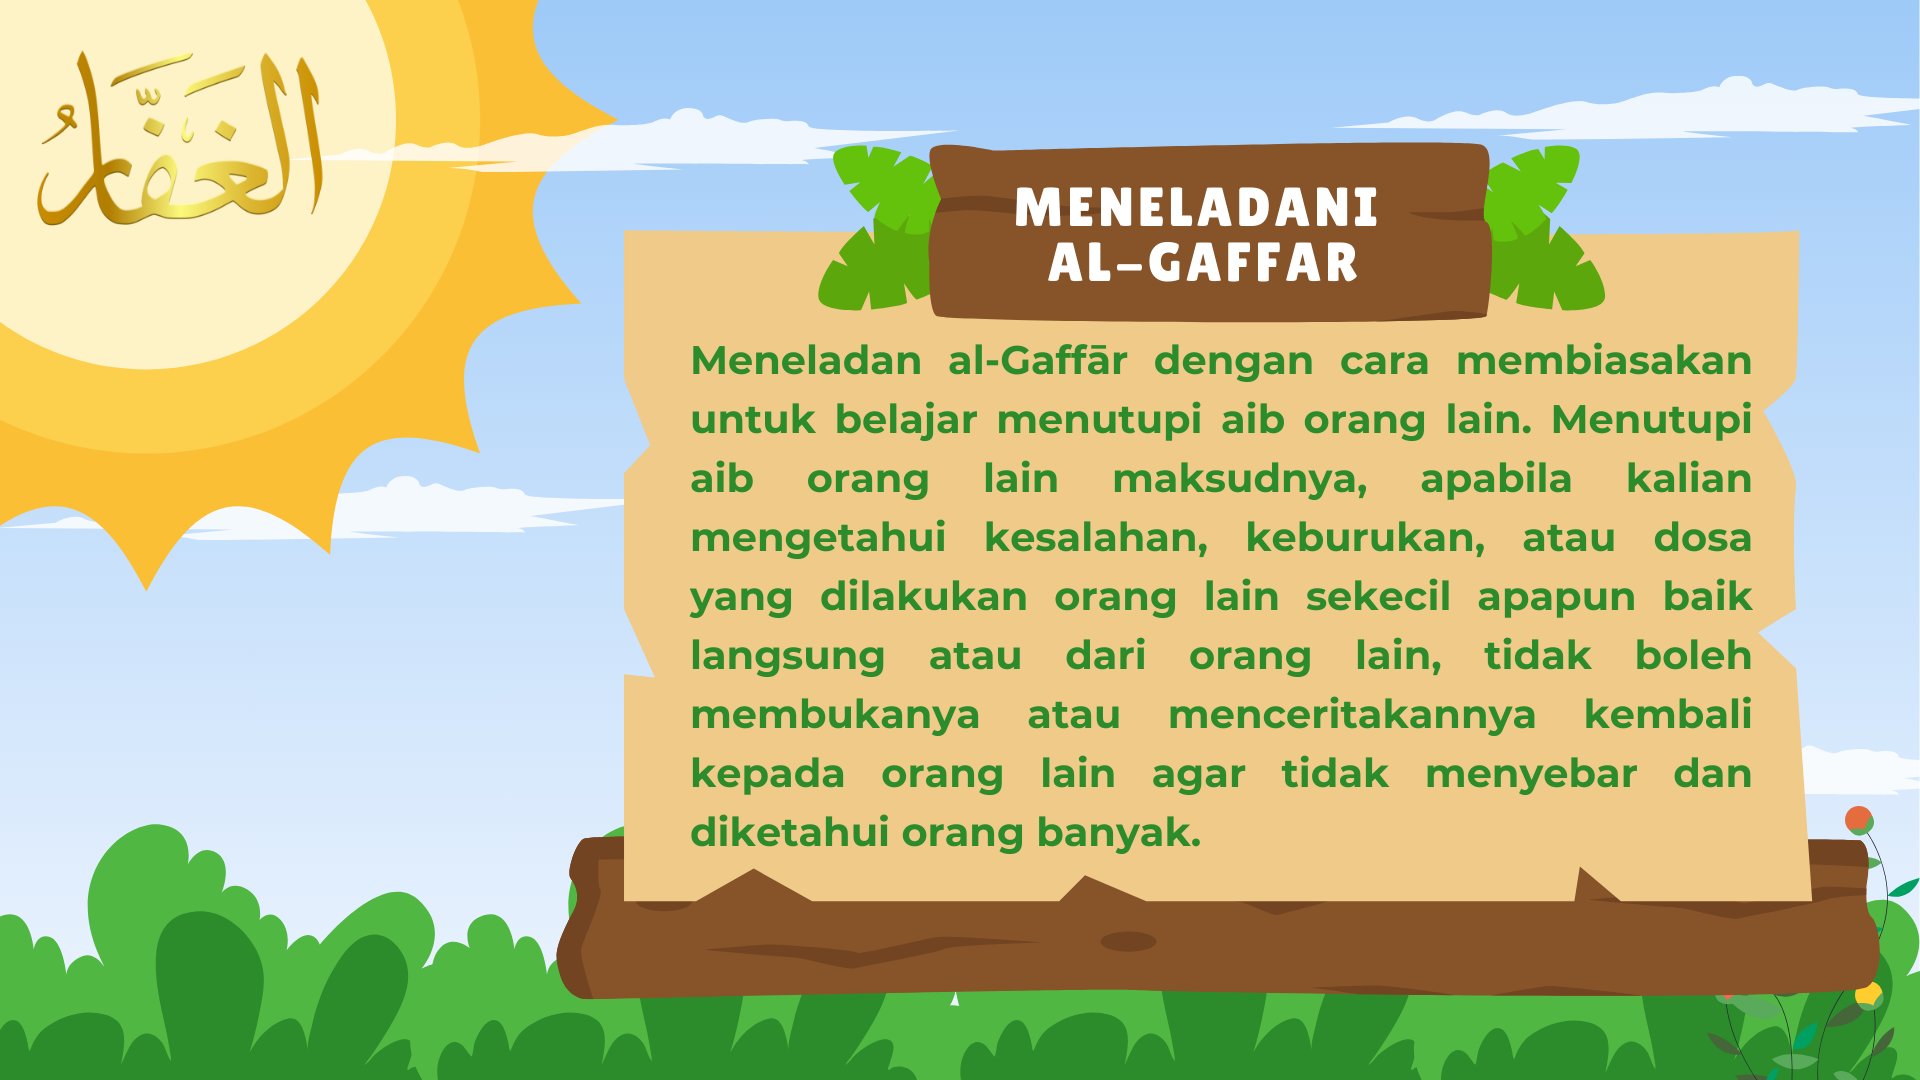 الغَفَّارُ
MENELADANI
AL-GAFFAR
Meneladan al-Gaffār dengan cara membiasakan
untuk belajar menutupi aib orang lain. Menutupi
aib orang lain maksudnya, apabila kalian
mengetahui kesalahan, keburukan, atau dosa
yang dilakukan orang lain sekecil apapun baik
langsung atau dari orang lain, tidak boleh
membukanya atau menceritakannya kembali
kepada orang lain agar tidak menyebar dan
diketahui orang banyak.